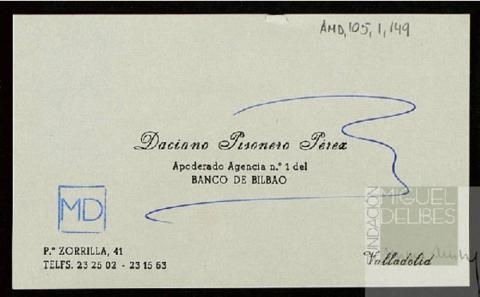 AMD,105,1,149
Daciano Pisonero Pérez
Apoderado Agencia n.º 1 del
BANCO DE BILBAO
MD
P.º ZORRILLA, 41
TELFS. 23 25 02 - 23 15 63
Valladolid
FUNDACIÓN
MIGUEL
DELIBES